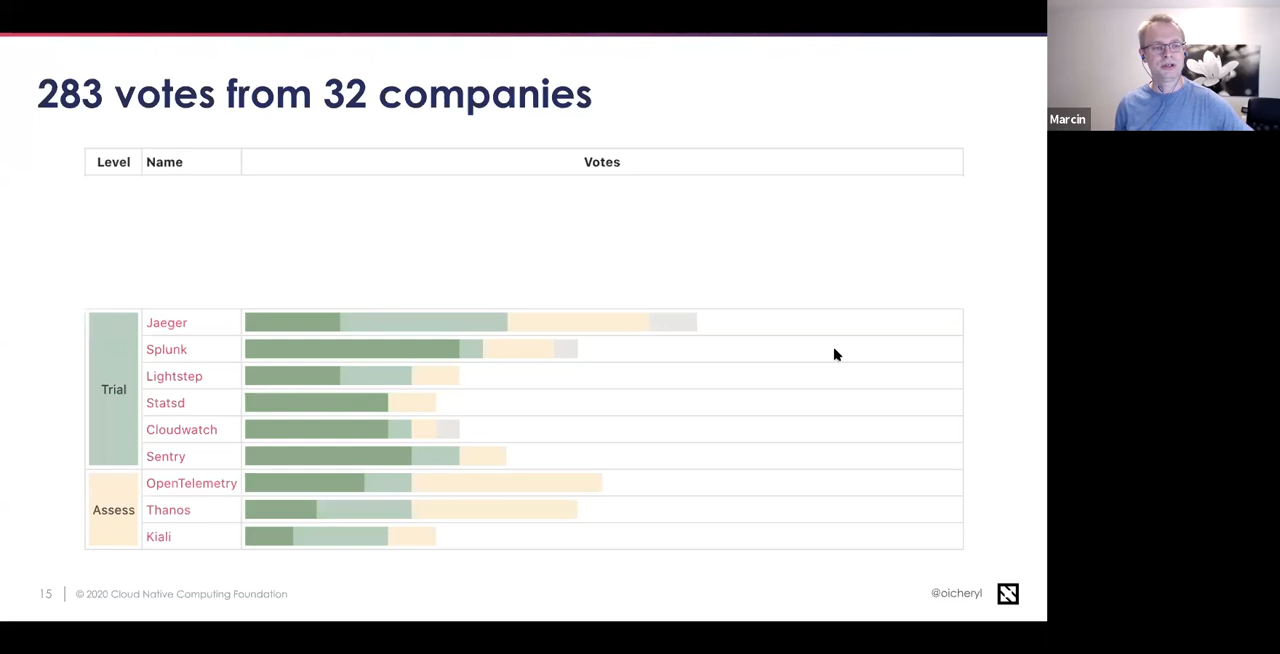 283 votes from 32 companies
Marcin
Level Name Votes
Jaeger
Splunk
Lightstep
Trial
Statsd
Cloudwatch
Sentry
OpenTelemetry
Assess Thanos
Kiali
15 © 2020 Cloud Native Computing Foundation @oicheryl